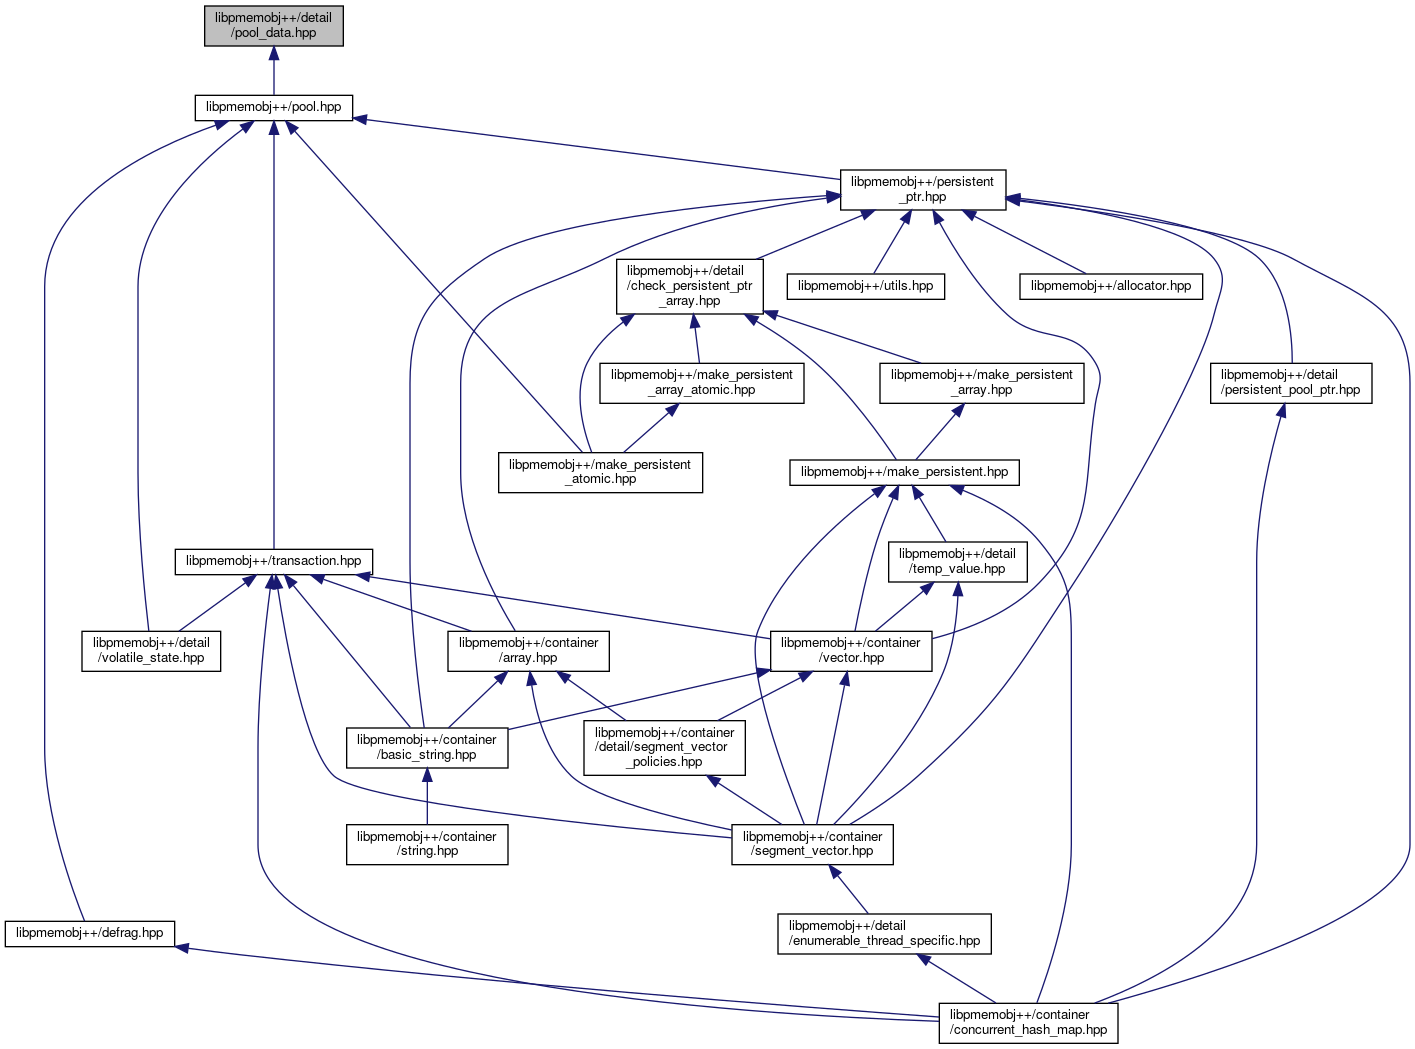 libpmemobj++/detail
/pool_data.hpp
libpmemobj++/pool.hpp
libpmemobj++/persistent
_ptr.hpp
libpmemobj++/detail
/check_persistent_ptr
_array.hpp
libpmemobj++/utils.hpp
libpmemobj++/allocator.hpp
libpmemobj++/make_persistent
_array_atomic.hpp
libpmemobj++/make_persistent
_array.hpp
libpmemobj++/detail
/persistent_pool_ptr.hpp
libpmemobj++/make_persistent
_atomic.hpp
libpmemobj++/make_persistent.hpp
libpmemobj++/transaction.hpp
libpmemobj++/detail
/temp_value.hpp
libpmemobj++/detail
/volatile_state.hpp
libpmemobj++/container
/array.hpp
libpmemobj++/container
/vector.hpp
libpmemobj++/container
/basic_string.hpp
libpmemobj++/container
/detail/segment_vector
_policies.hpp
libpmemobj++/container
/string.hpp
libpmemobj++/container
/segment_vector.hpp
libpmemobj++/defrag.hpp
libpmemobj++/detail
/enumerable_thread_specific.hpp
libpmemobj++/container
/concurrent_hash_map.hpp